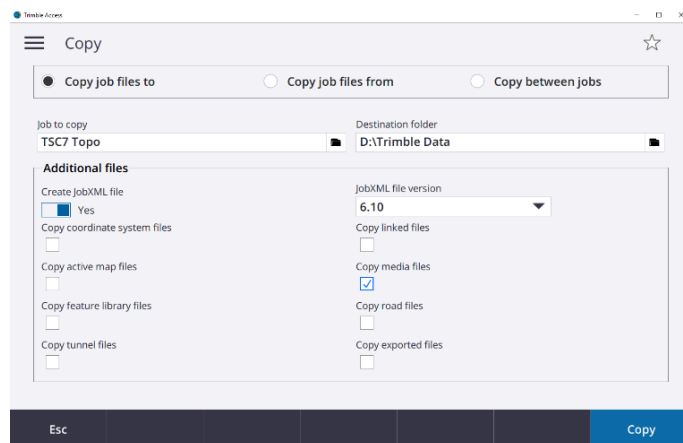 Trimble Access
Copy
Copy job files to
Copy job files from
Copy between jobs
Job to copy
Destination folder
TSC7 Topo
D:\Trimble Data
Additional files
Create JobXML file
JobXML file version
Yes
6.10
Copy coordinate system files
Copy linked files
Copy active map files
Copy media files
Copy feature library files
Copy road files
Copy tunnel files
Copy exported files
Esc
Copy